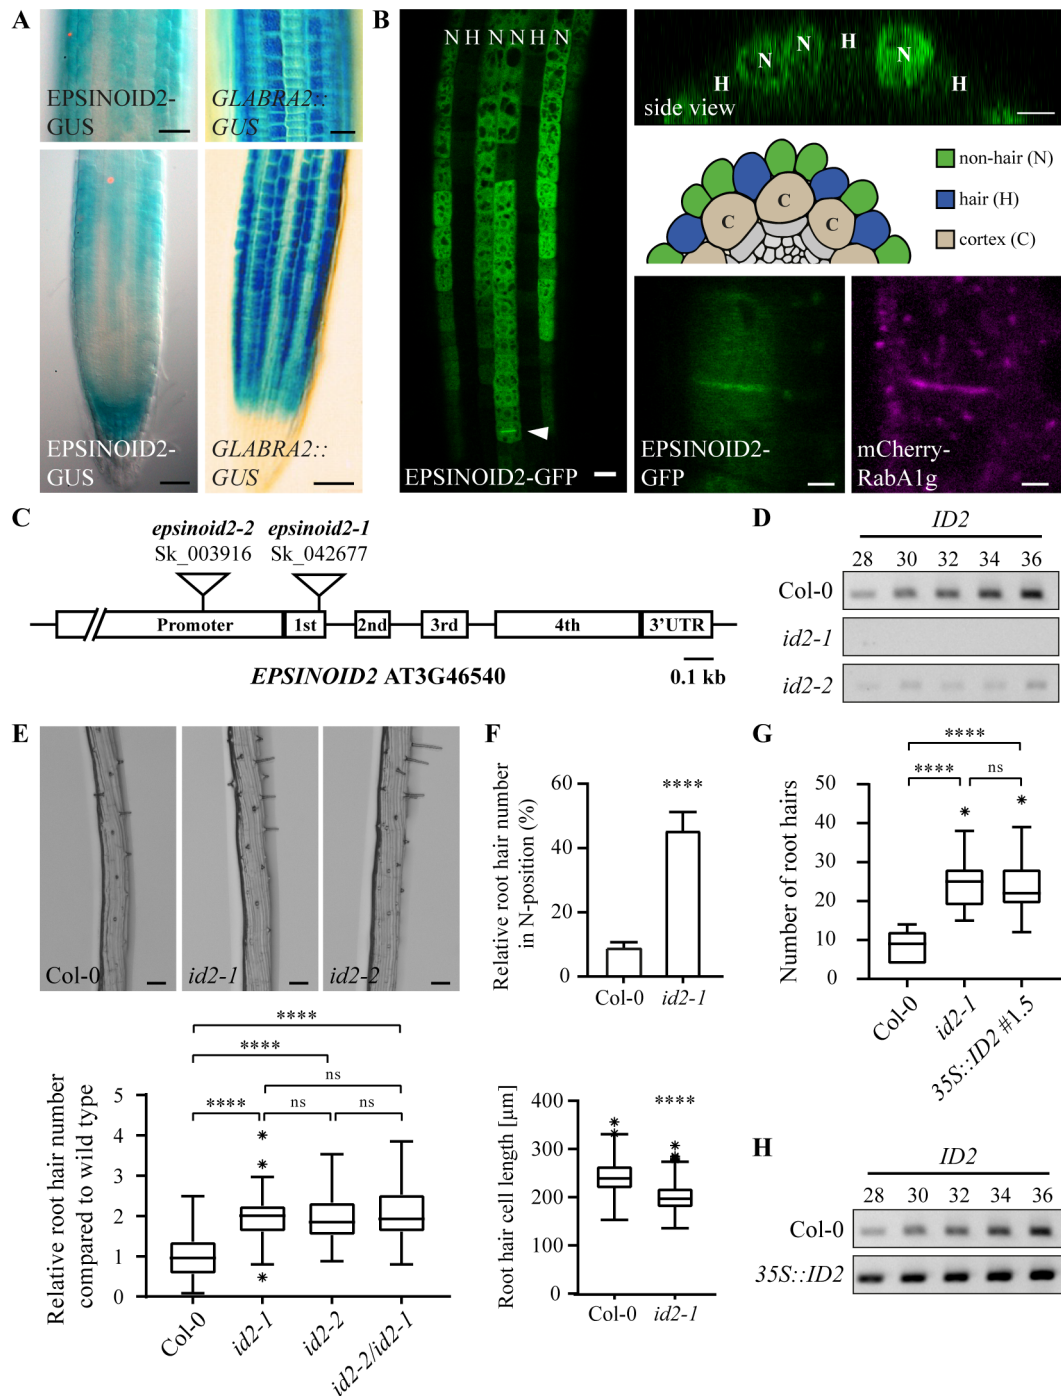 A
EPSINOID2-
GUS
GLABRA2::
GUS
EPSINOID2-
GUS
GLABRA2::
GUS
B
N H N N H N
EPSINOID2-GFP
H N N H N H
side view
C C C
non-hair (N)
hair (H)
cortex (C)
EPSINOID2-
GFP
mCherry-
RabA1g
C
epsinoid2-2
Sk_003916
epsinoid2-1
Sk_042677
Promoter 1st 2nd 3rd 4th 3'UTR
EPSINOID2 AT3G46540
0.1 kb
D
ID2
28 30 32 34 36
Col-0
id2-1
id2-2
E
Col-0
id2-1
id2-2
Relative root hair number
compared to wild type
5
4
3
2
1
0
****
****
****
ns
ns
ns
Col-0
id2-1
id2-2
id2-2/id2-1
F
Relative root hair number
in N-position (%)
60
40
20
0
****
Col-0 id2-1
Root hair cell length [µm]
400
300
200
100
0
****
Col-0 id2-1
G
Number of root hairs
50
40
30
20
10
0
****
****
ns
Col-0
id2-1
35S::ID2 #1.5
H
ID2
28 30 32 34 36
Col-0
35S::ID2